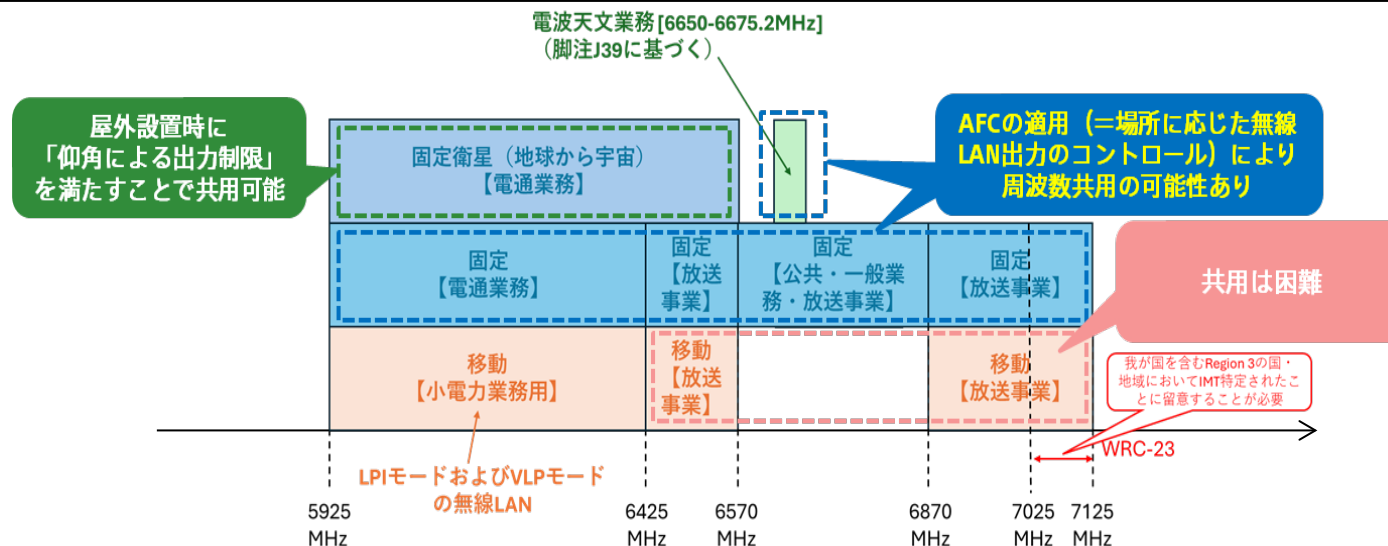 電波天文業務[6650-6675.2MHz]
（脚注J39に基づく）
屋外設置時に
「仰角による出力制限」
を満たすことで共用可能
固定衛星（地球から宇宙）
【電通業務】
AFCの適用（＝場所に応じた無線
LAN出力のコントロール）により
周波数共用の可能性あり
固定
【電通業務】
固定
【放送
事業】
固定
【公共・一般業
務・放送事業】
固定
【放送事業】
共用は困難
移動
【小電力業務用】
移動
【放送
事業】
移動
【放送事業】
我が国を含むRegion 3の国・
地域においてIMT特定されたこ
とに留意することが必要
WRC-23
LPIモードおよびVLPモード
の無線LAN
5925
MHz
6425
MHz
6570
MHz
6870
MHz
7025
MHz
7125
MHz